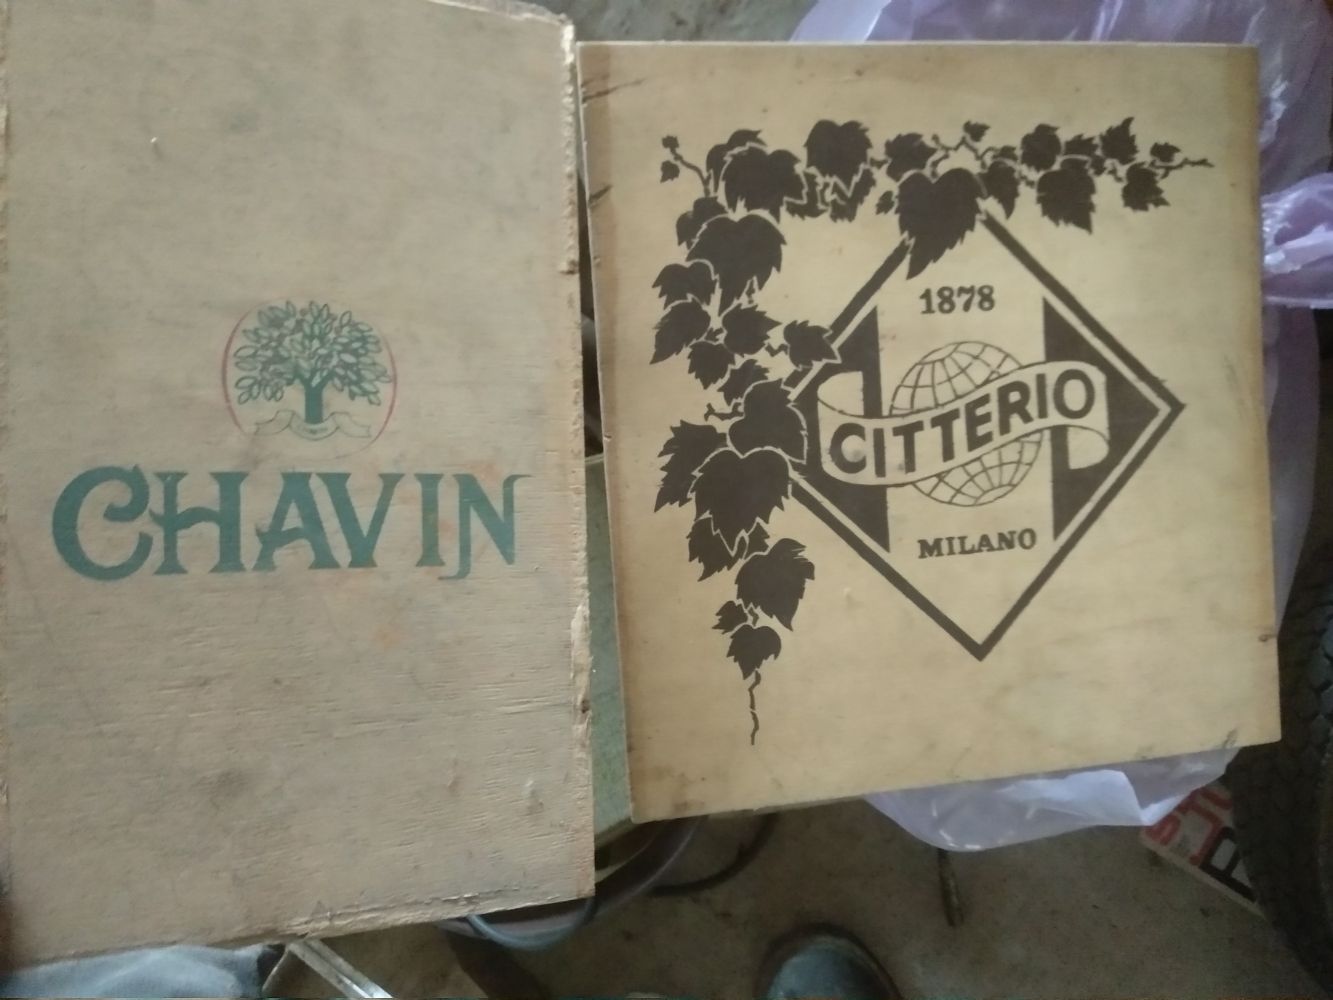 CHAVIN
1878
CITTERIO
MILANO